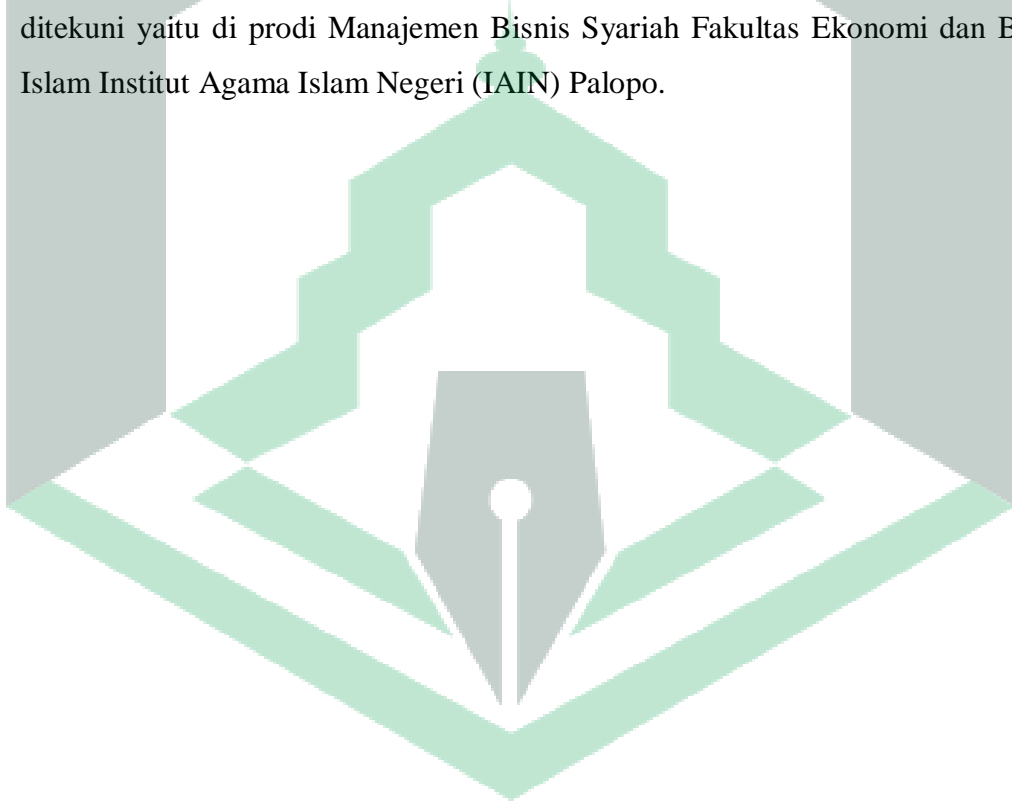 ditekuni yaitu di prodi Manajemen Bisnis Syariah Fakultas Ekonomi dan B
Islam Institut Agama Islam Negeri (IAIN) Palopo.